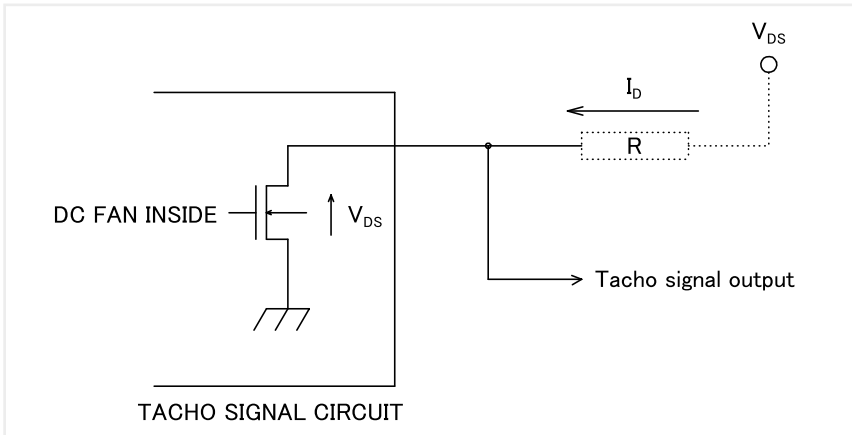 V_DS
I_D
R
DC FAN INSIDE
V_DS
Tacho signal output
TACHO SIGNAL CIRCUIT